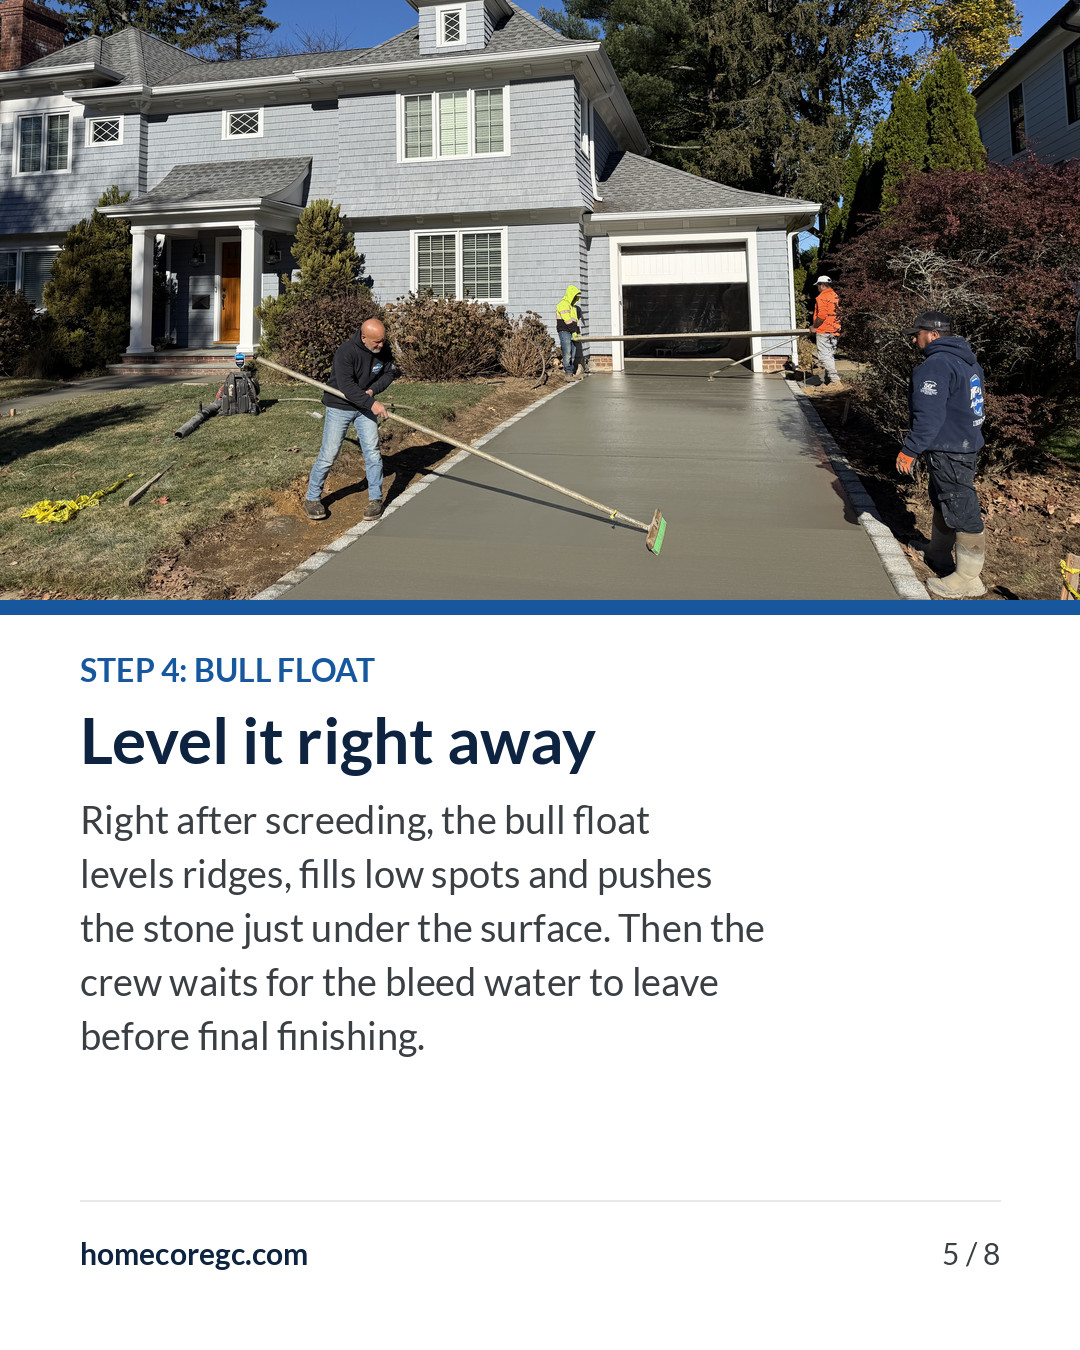 STEP 4: BULL FLOAT
Level it right away
Right after screeding, the bull float
levels ridges, fills low spots and pushes
the stone just under the surface. Then the
crew waits for the bleed water to leave
before final finishing.
homecoregc.com
5 / 8